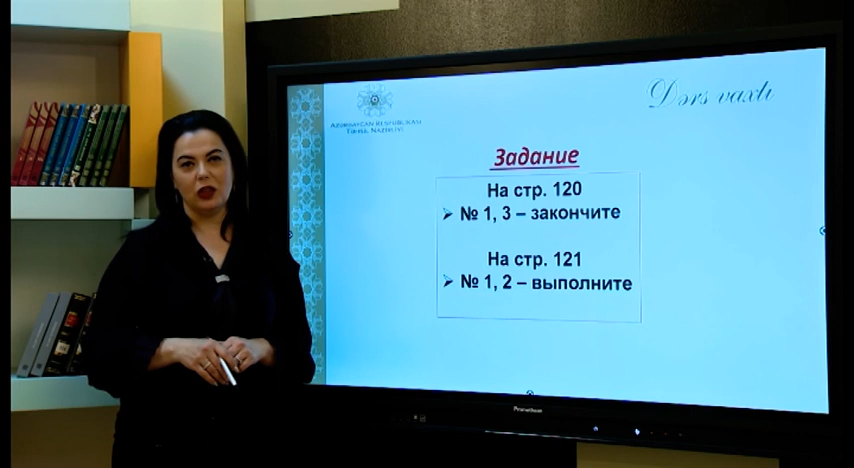 Dərs vaxtı
AZƏRBAYCAN RESPUBLİKASI
TƏHSİL NAZİRLİYİ
Задание
На стр. 120
➢ № 1, 3 – закончите
На стр. 121
➢ № 1, 2 – выполните
Promethean